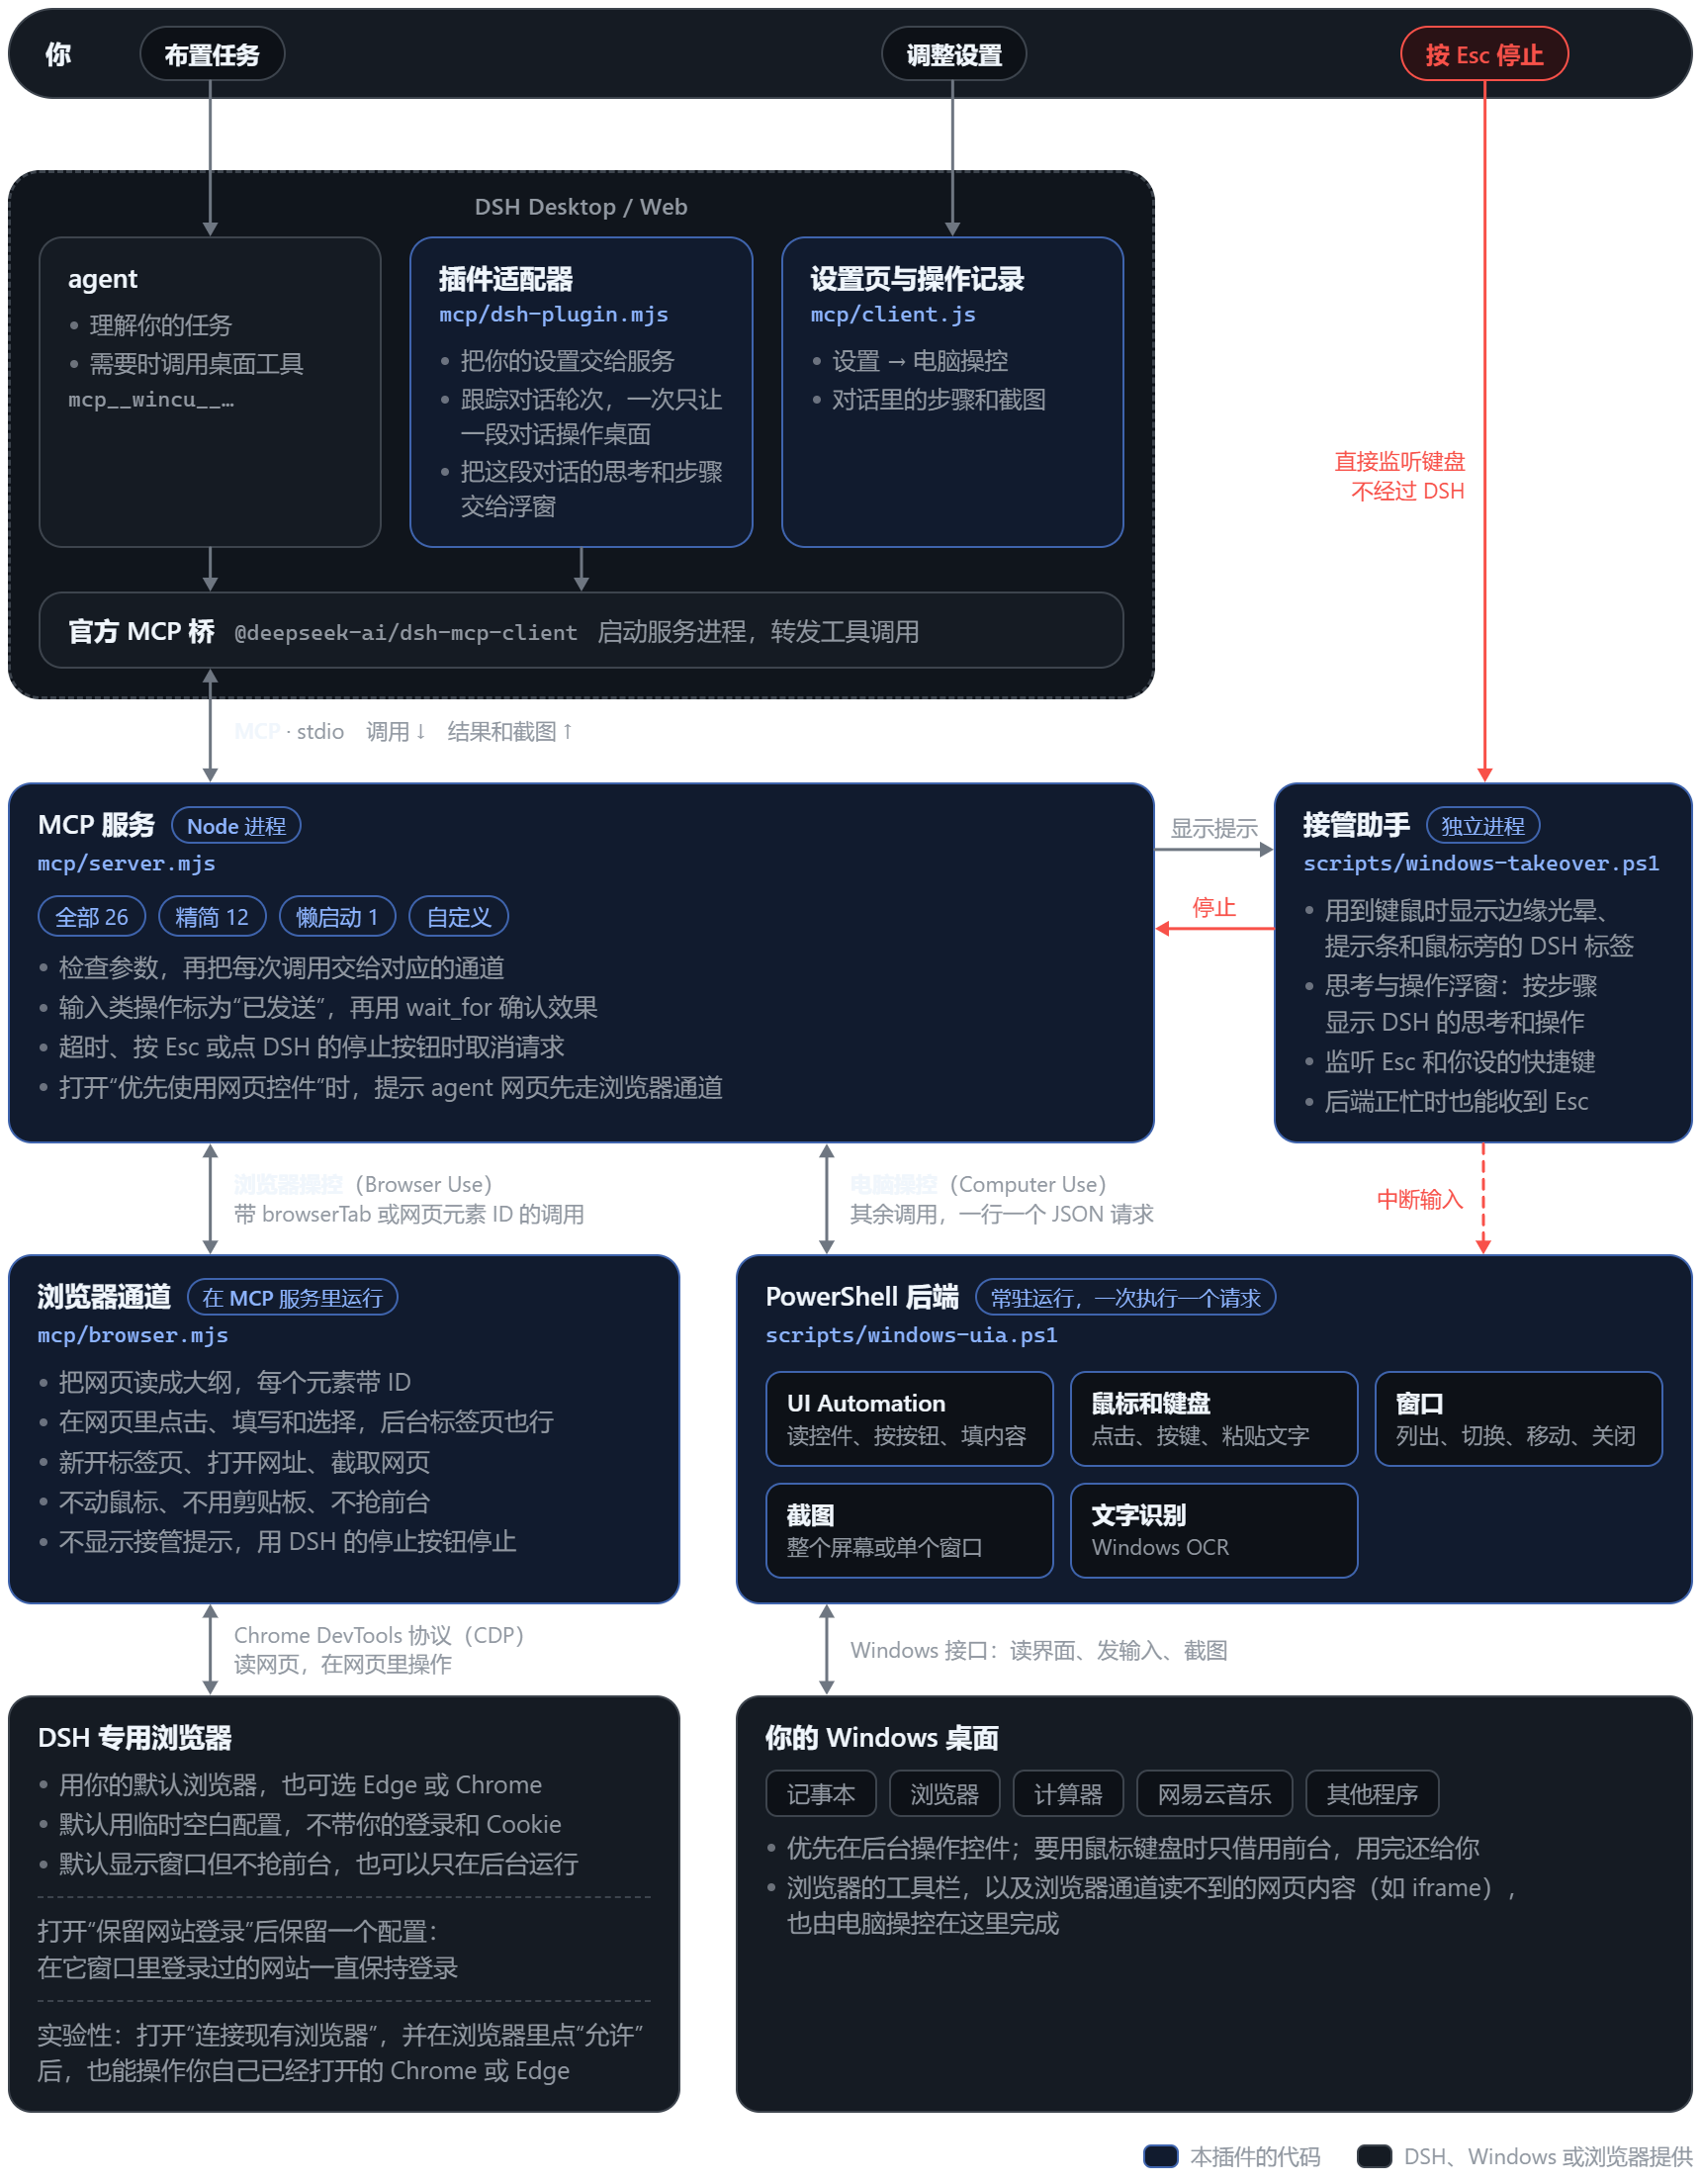 你
布置任务
调整设置
按 Esc 停止
DSH Desktop / Web
agent
理解你的任务
需要时调用桌面工具
mcp__wincu__…
插件适配器
mcp/dsh-plugin.mjs
把你的设置交给服务
跟踪对话轮次，一次只让
一段对话操作桌面
把这段对话的思考和步骤
交给浮窗
设置页与操作记录
mcp/client.js
设置 → 电脑操控
对话里的步骤和截图
直接监听键盘
不经过 DSH
官方 MCP 桥 @deepseek-ai/dsh-mcp-client 启动服务进程，转发工具调用
MCP · stdio 调用 ↓ 结果和截图 ↑
MCP 服务 Node 进程
mcp/server.mjs
全部 26 精简 12 懒启动 1 自定义
检查参数，再把每次调用交给对应的通道
输入类操作标为“已发送”，再用 wait_for 确认效果
超时、按 Esc 或点 DSH 的停止按钮时取消请求
打开“优先使用网页控件”时，提示 agent 网页先走浏览器通道
显示提示
停止
接管助手 独立进程
scripts/windows-takeover.ps1
用到键鼠时显示边缘光晕、
提示条和鼠标旁的 DSH 标签
思考与操作浮窗：按步骤
显示 DSH 的思考和操作
监听 Esc 和你设的快捷键
后端正忙时也能收到 Esc
浏览器操控（Browser Use）
带 browserTab 或网页元素 ID 的调用
电脑操控（Computer Use）
其余调用，一行一个 JSON 请求
中断输入
浏览器通道 在 MCP 服务里运行
mcp/browser.mjs
把网页读成大纲，每个元素带 ID
在网页里点击、填写和选择，后台标签页也行
新开标签页、打开网址、截取网页
不动鼠标、不用剪贴板、不抢前台
不显示接管提示，用 DSH 的停止按钮停止
PowerShell 后端 常驻运行，一次执行一个请求
scripts/windows-uia.ps1
UI Automation
读控件、按按钮、填内容
鼠标和键盘
点击、按键、粘贴文字
窗口
列出、切换、移动、关闭
截图
整个屏幕或单个窗口
文字识别
Windows OCR
Chrome DevTools 协议（CDP）
读网页，在网页里操作
Windows 接口：读界面、发输入、截图
DSH 专用浏览器
用你的默认浏览器，也可选 Edge 或 Chrome
默认用临时空白配置，不带你的登录和 Cookie
默认显示窗口但不抢前台，也可以只在后台运行
打开“保留网站登录”后保留一个配置：
在它窗口里登录过的网站一直保持登录
实验性：打开“连接现有浏览器”，并在浏览器里点“允许”
后，也能操作你自己已经打开的 Chrome 或 Edge
你的 Windows 桌面
记事本 浏览器 计算器 网易云音乐 其他程序
优先在后台操作控件；要用鼠标键盘时只借用前台，用完还给你
浏览器的工具栏，以及浏览器通道读不到的网页内容（如 iframe），
也由电脑操控在这里完成
本插件的代码 DSH、Windows 或浏览器提供